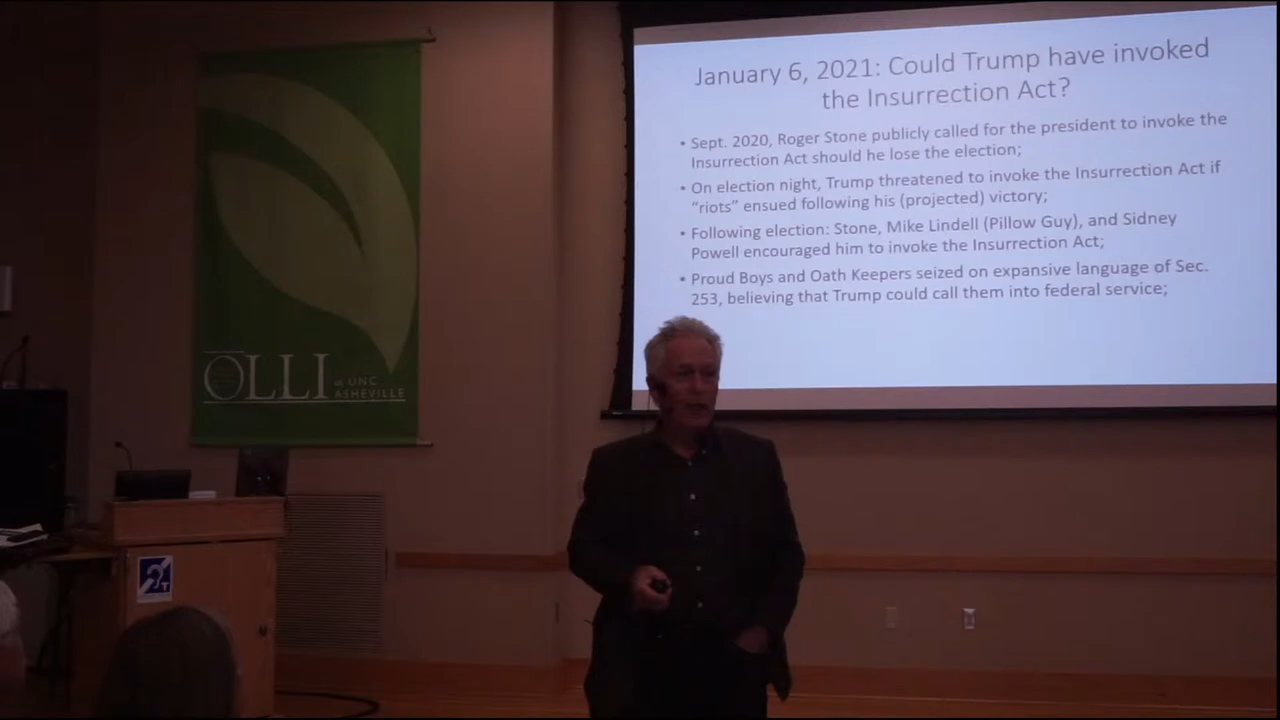 January 6, 2021: Could Trump have invoked
the Insurrection Act?
• Sept. 2020, Roger Stone publicly called for the president to invoke the
Insurrection Act should he lose the election;
• On election night, Trump threatened to invoke the Insurrection Act if
"riots" ensued following his (projected) victory;
• Following election: Stone, Mike Lindell (Pillow Guy), and Sidney
Powell encouraged him to invoke the Insurrection Act;
• Proud Boys and Oath Keepers seized on expansive language of Sec.
253, believing that Trump could call them into federal service;
OLLI at UNC
ASHEVILLE
T